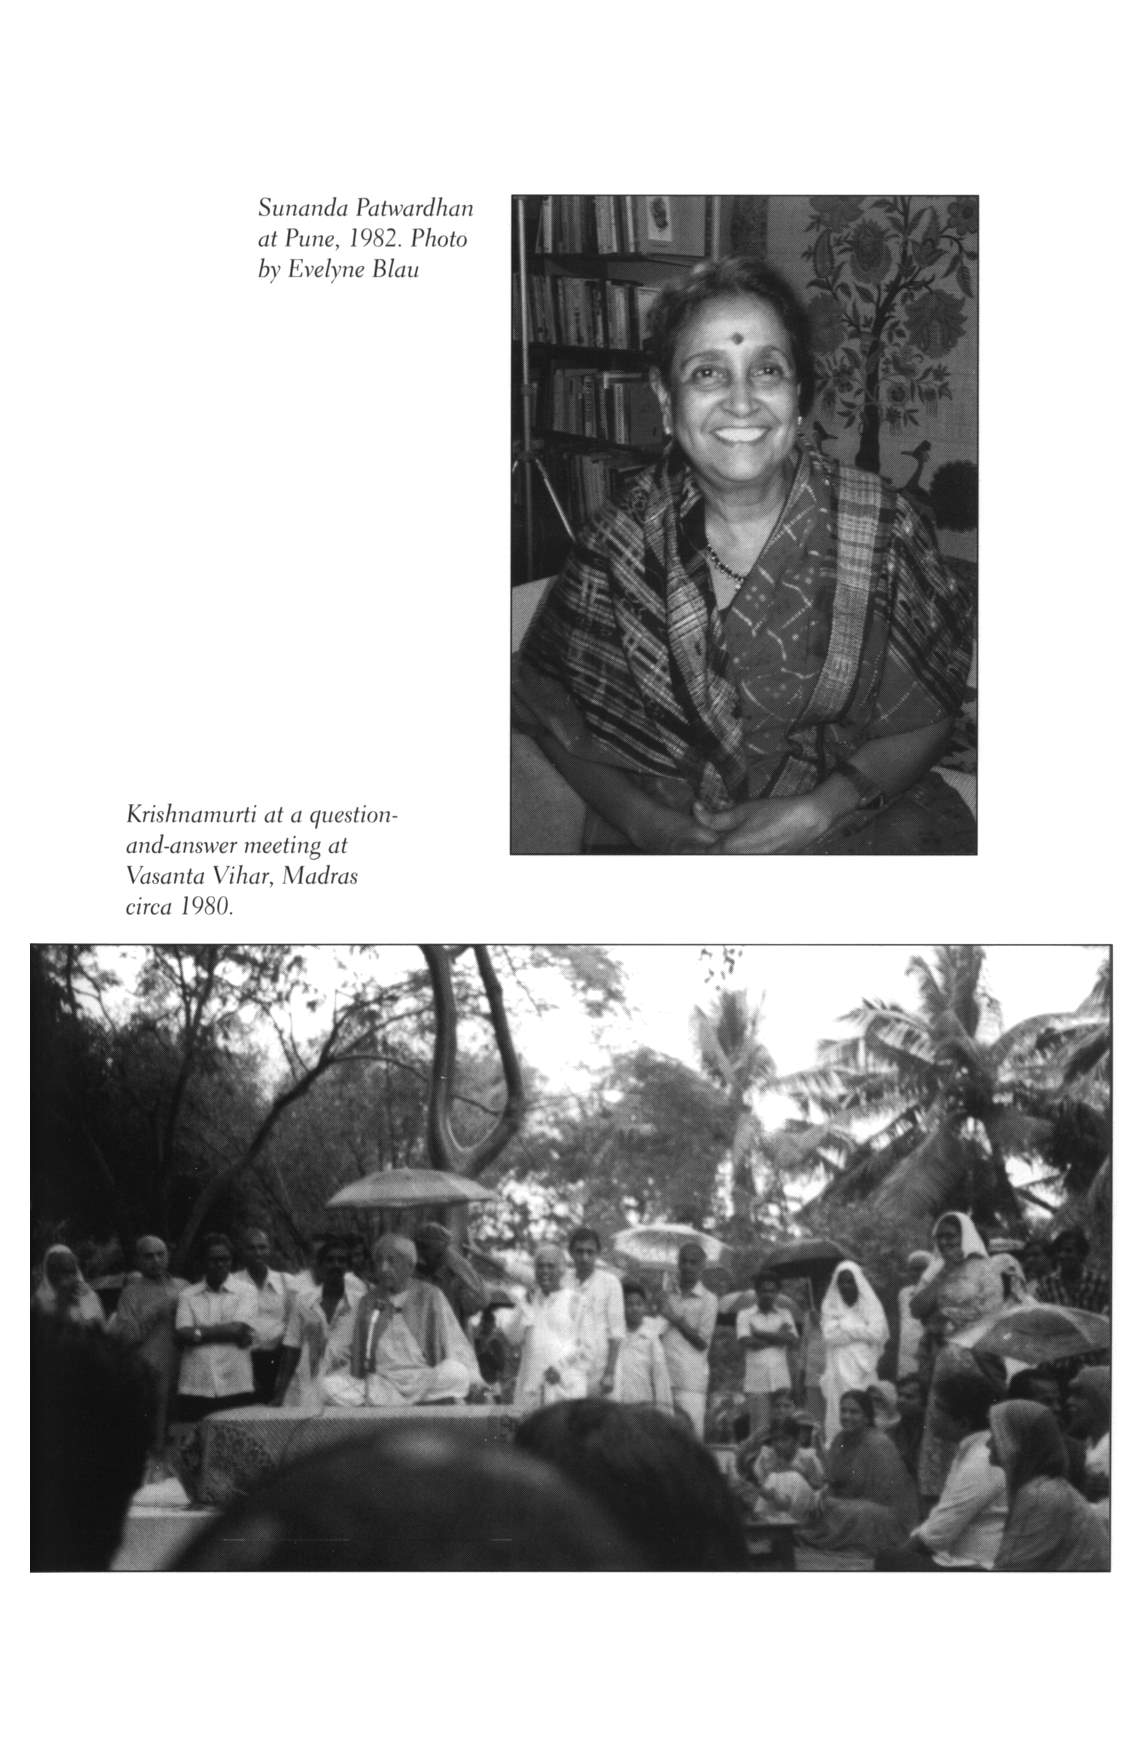 Sunanda Patwardhan
at Pune, 1982. Photo
by Evelyne Blau
Krishnamurti at a question-
and-answer meeting at
Vasanta Vihar, Madras
circa 1980.